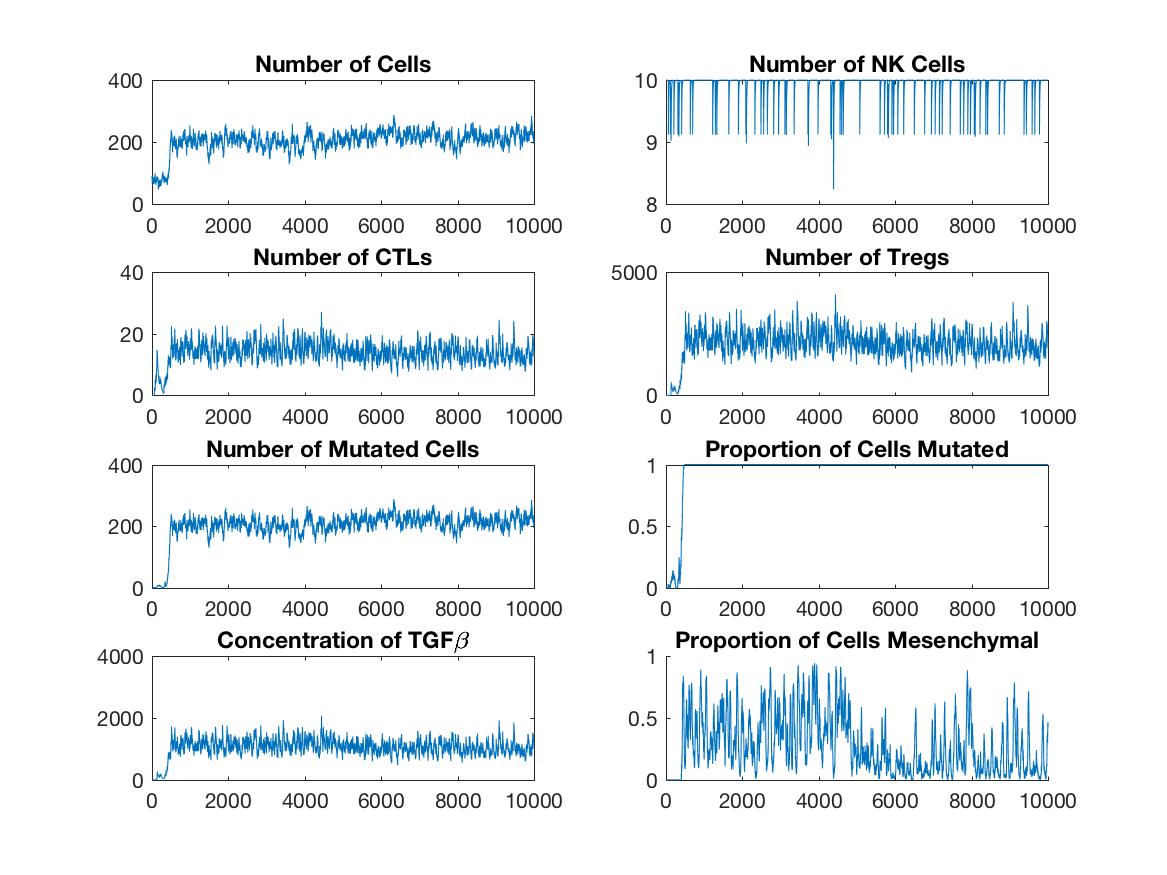 Number of Cells
400
200
0
0 2000 4000 6000 8000 10000
Number of NK Cells
10
9
8
0 2000 4000 6000 8000 10000
Number of CTLs
40
20
0
0 2000 4000 6000 8000 10000
Number of Tregs
5000
0
0 2000 4000 6000 8000 10000
Number of Mutated Cells
400
200
0
0 2000 4000 6000 8000 10000
Proportion of Cells Mutated
1
0.5
0
0 2000 4000 6000 8000 10000
Concentration of TGFβ
4000
2000
0
0 2000 4000 6000 8000 10000
Proportion of Cells Mesenchymal
1
0.5
0
0 2000 4000 6000 8000 10000